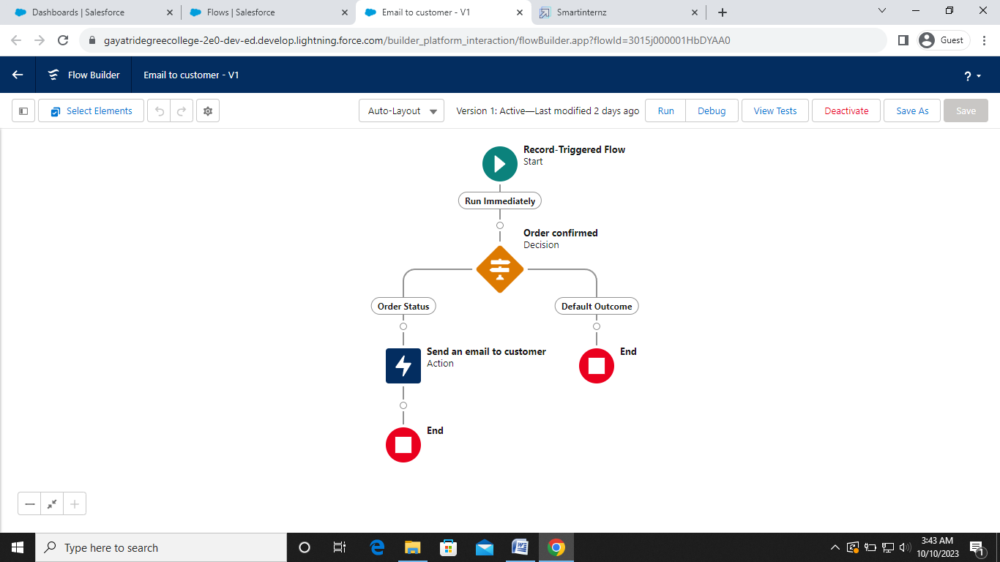 Dashboards | Salesforce
Flows | Salesforce
Email to customer - V1
Smartinternz
gayatridegreecollege-2e0-dev-ed.develop.lightning.force.com/builder_platform_interaction/flowBuilder.app?flowId=3015j000001HbDYAA0
Guest
Flow Builder
Email to customer - V1
?
Select Elements
Auto-Layout
Version 1: Active—Last modified 2 days ago
Run
Debug
View Tests
Deactivate
Save As
Save
Record-Triggered Flow
Start
Run Immediately
Order confirmed
Decision
Order Status
Default Outcome
Send an email to customer
Action
End
End
Type here to search
3:43 AM
10/10/2023
1